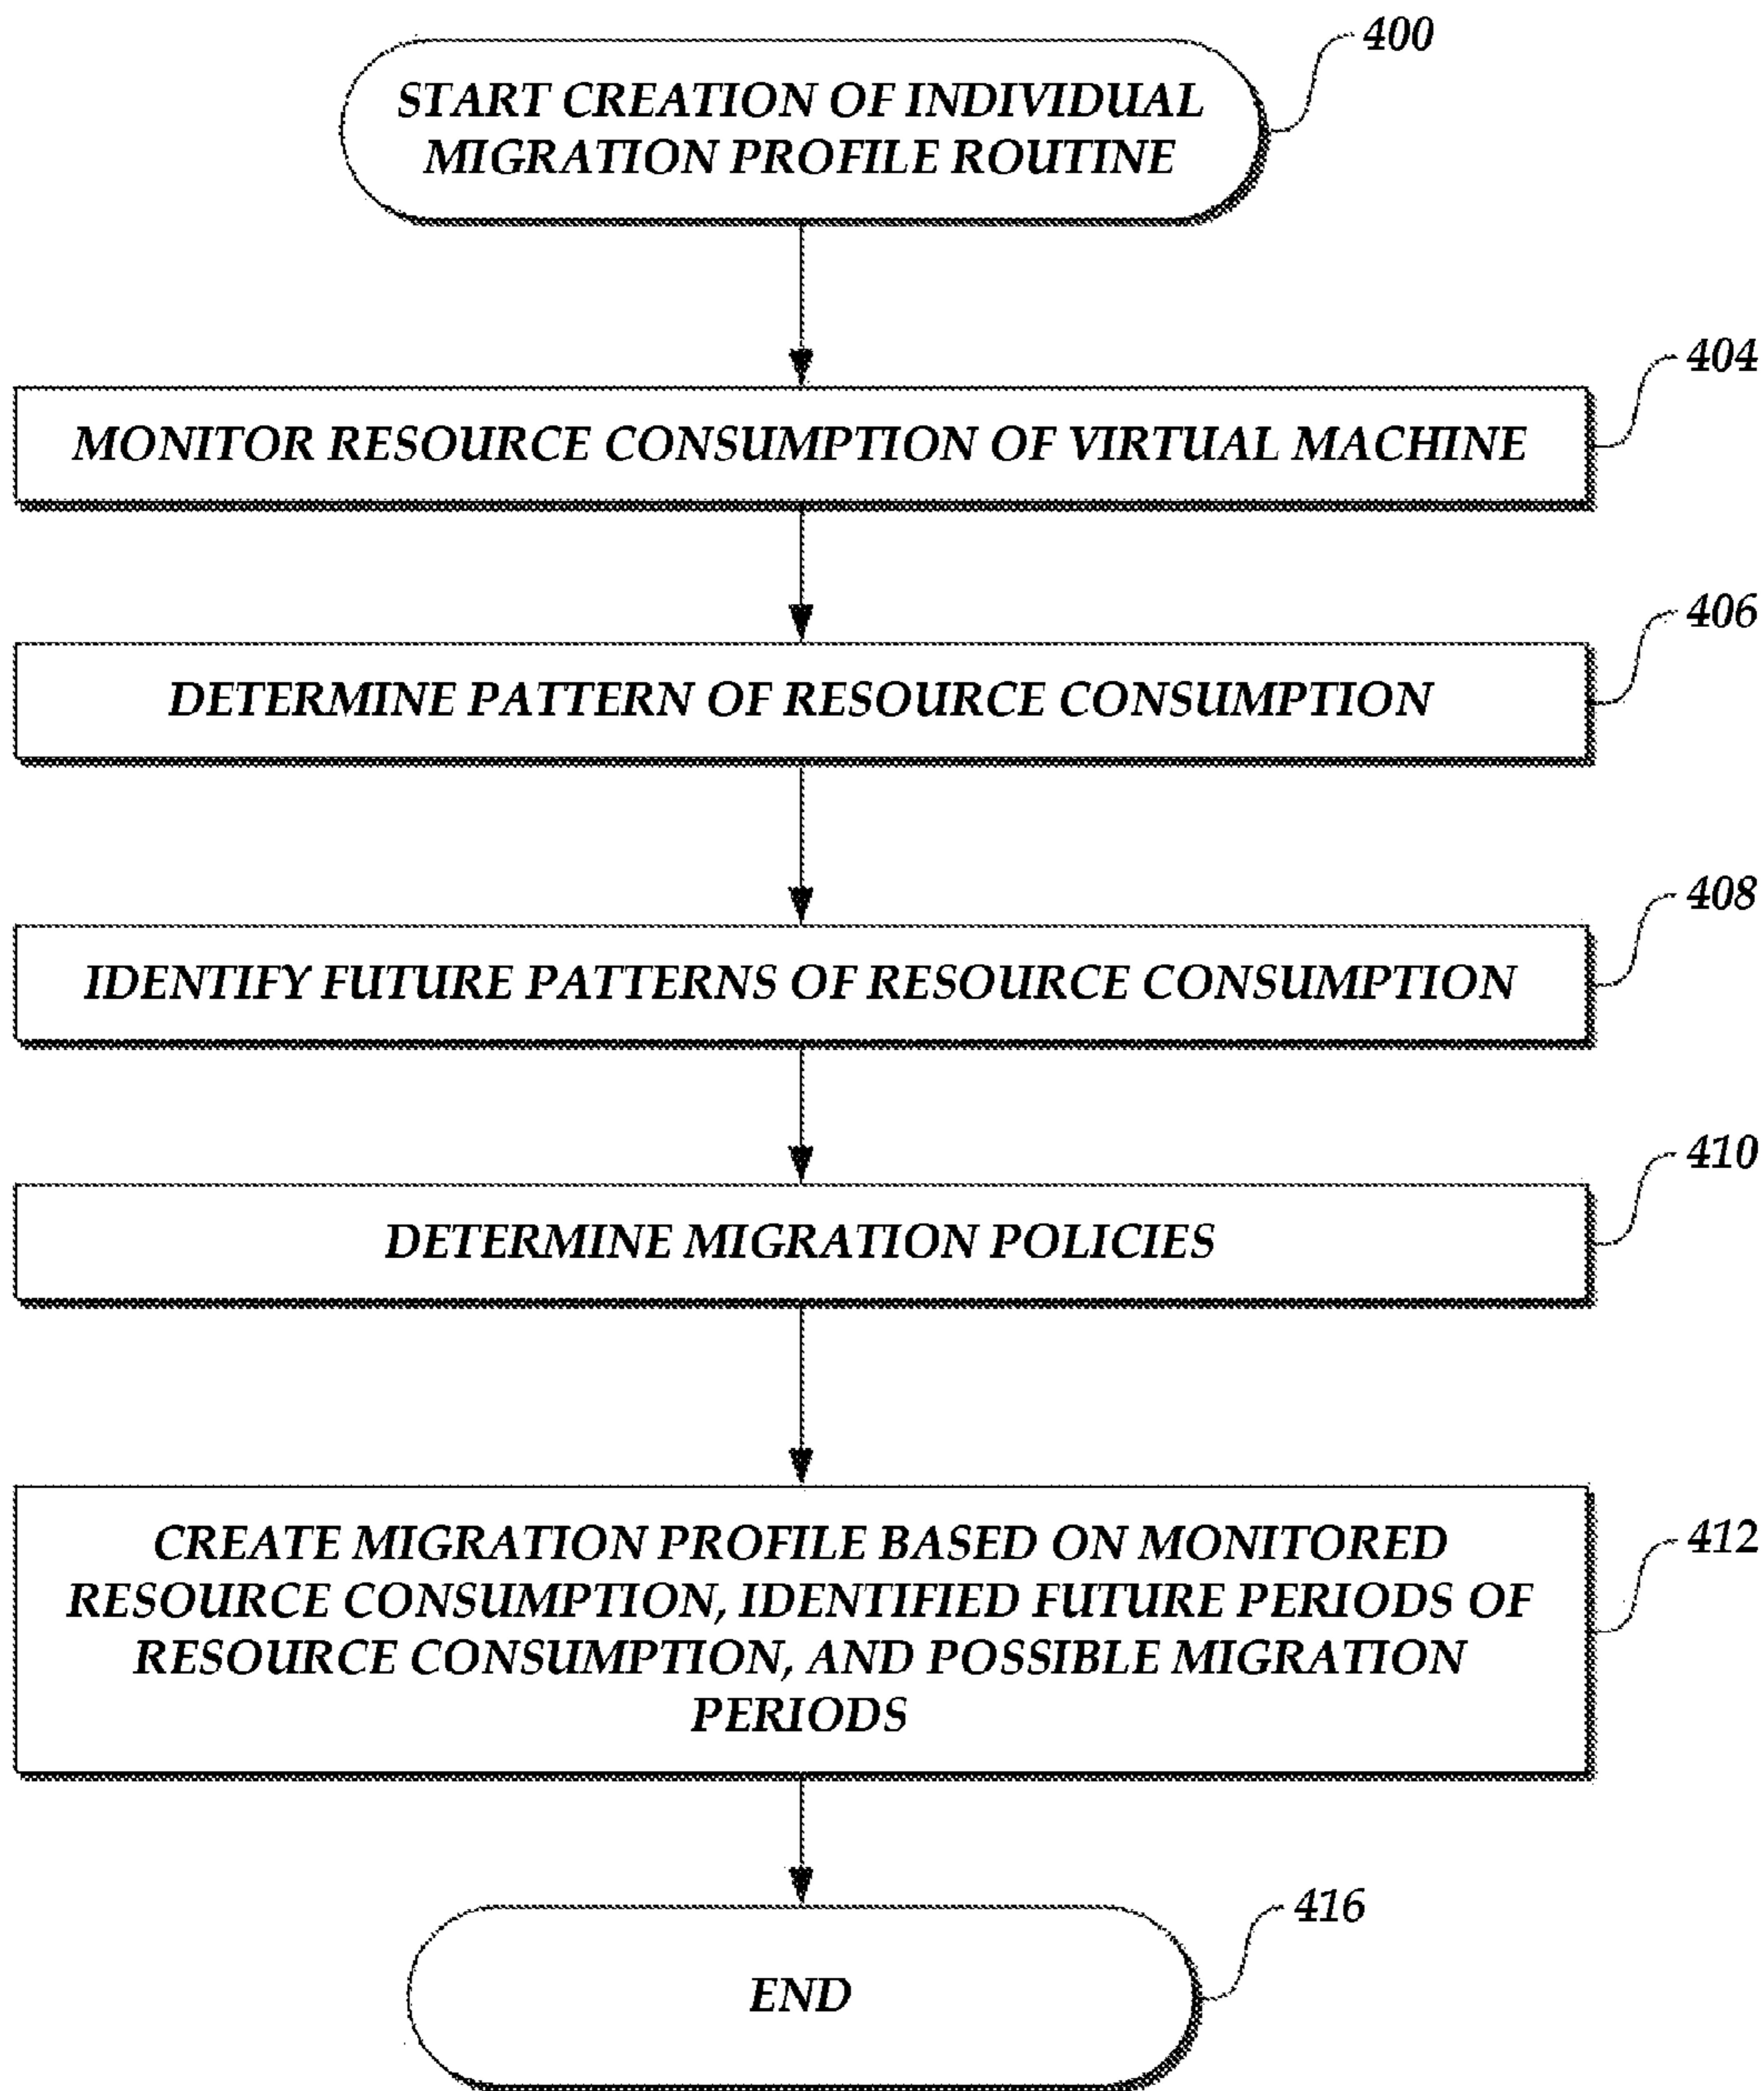 400
START CREATION OF INDIVIDUAL
MIGRATION PROFILE ROUTINE
404
MONITOR RESOURCE CONSUMPTION OF VIRTUAL MACHINE
406
DETERMINE PATTERN OF RESOURCE CONSUMPTION
408
IDENTIFY FUTURE PATTERNS OF RESOURCE CONSUMPTION
410
DETERMINE MIGRATION POLICIES
412
CREATE MIGRATION PROFILE BASED ON MONITORED
RESOURCE CONSUMPTION, IDENTIFIED FUTURE PERIODS OF
RESOURCE CONSUMPTION, AND POSSIBLE MIGRATION
PERIODS
416
END